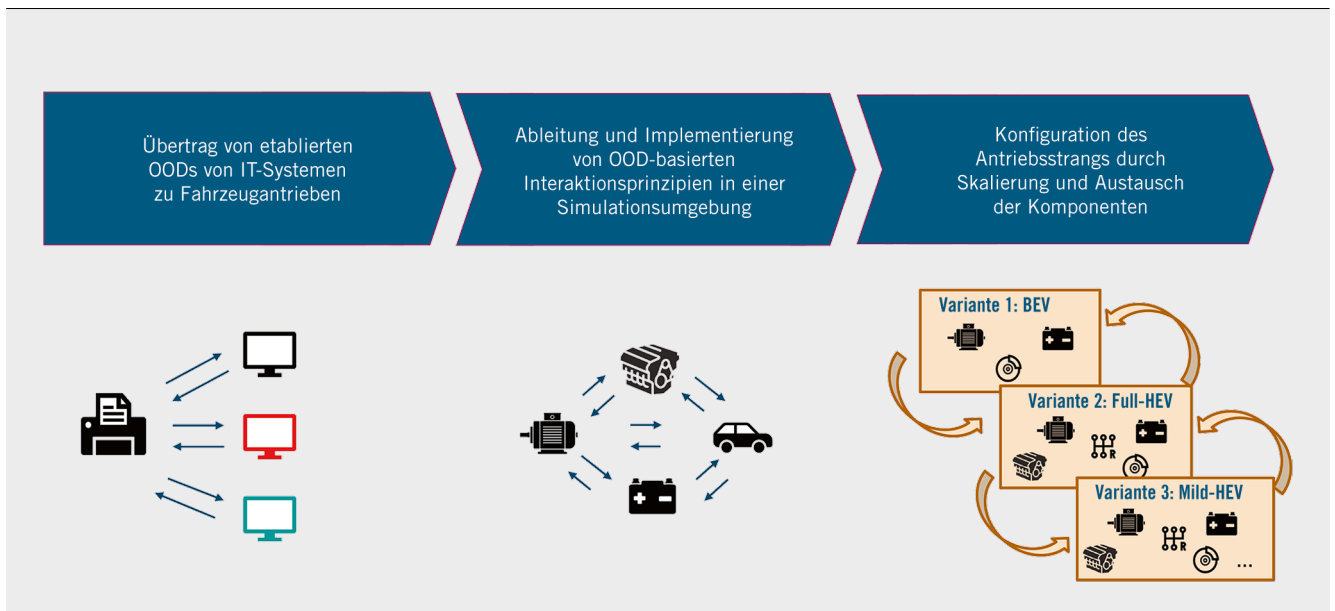 Übertrag von etablierten
OODs von IT-Systemen
zu Fahrzeugantrieben
Ableitung und Implementierung
von OOD-basierten
Interaktionsprinzipien in einer
Simulationsumgebung
Konfiguration des
Antriebsstrangs durch
Skalierung und Austausch
der Komponenten
Variante 1: BEV
Variante 2: Full-HEV
R
Variante 3: Mild-HEV
R
...